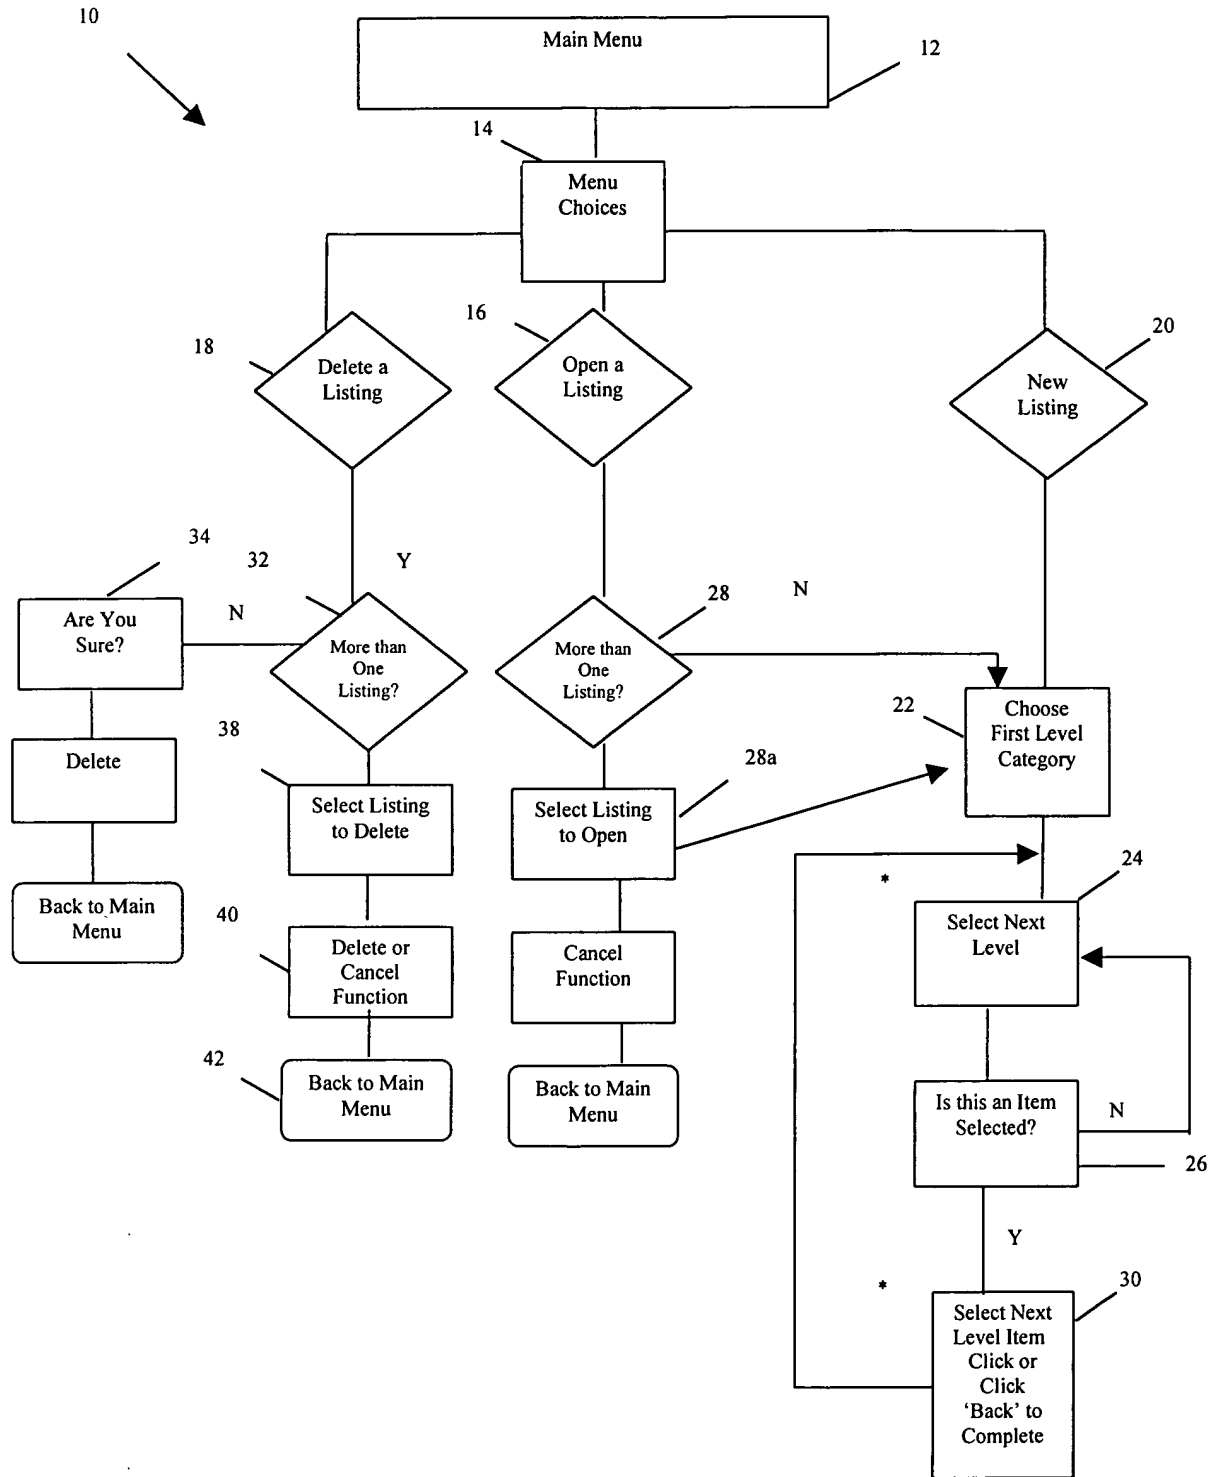 10
Main Menu
12
14
Menu
Choices
16
18
20
Delete a
Listing
Open a
Listing
New
Listing
34
32
Y
28
N
N
Are You
Sure?
More than
One
Listing?
More than
One
Listing?
22
Choose
First Level
Category
38
Delete
28a
Select Listing
to Delete
Select Listing
to Open
24
*
Back to Main
Menu
40
Select Next
Level
Delete or
Cancel
Function
Cancel
Function
42
Back to Main
Menu
Back to Main
Menu
Is this an Item
Selected?
N
26
Y
*
30
Select Next
Level Item
Click or
Click
‘Back’ to
Complete